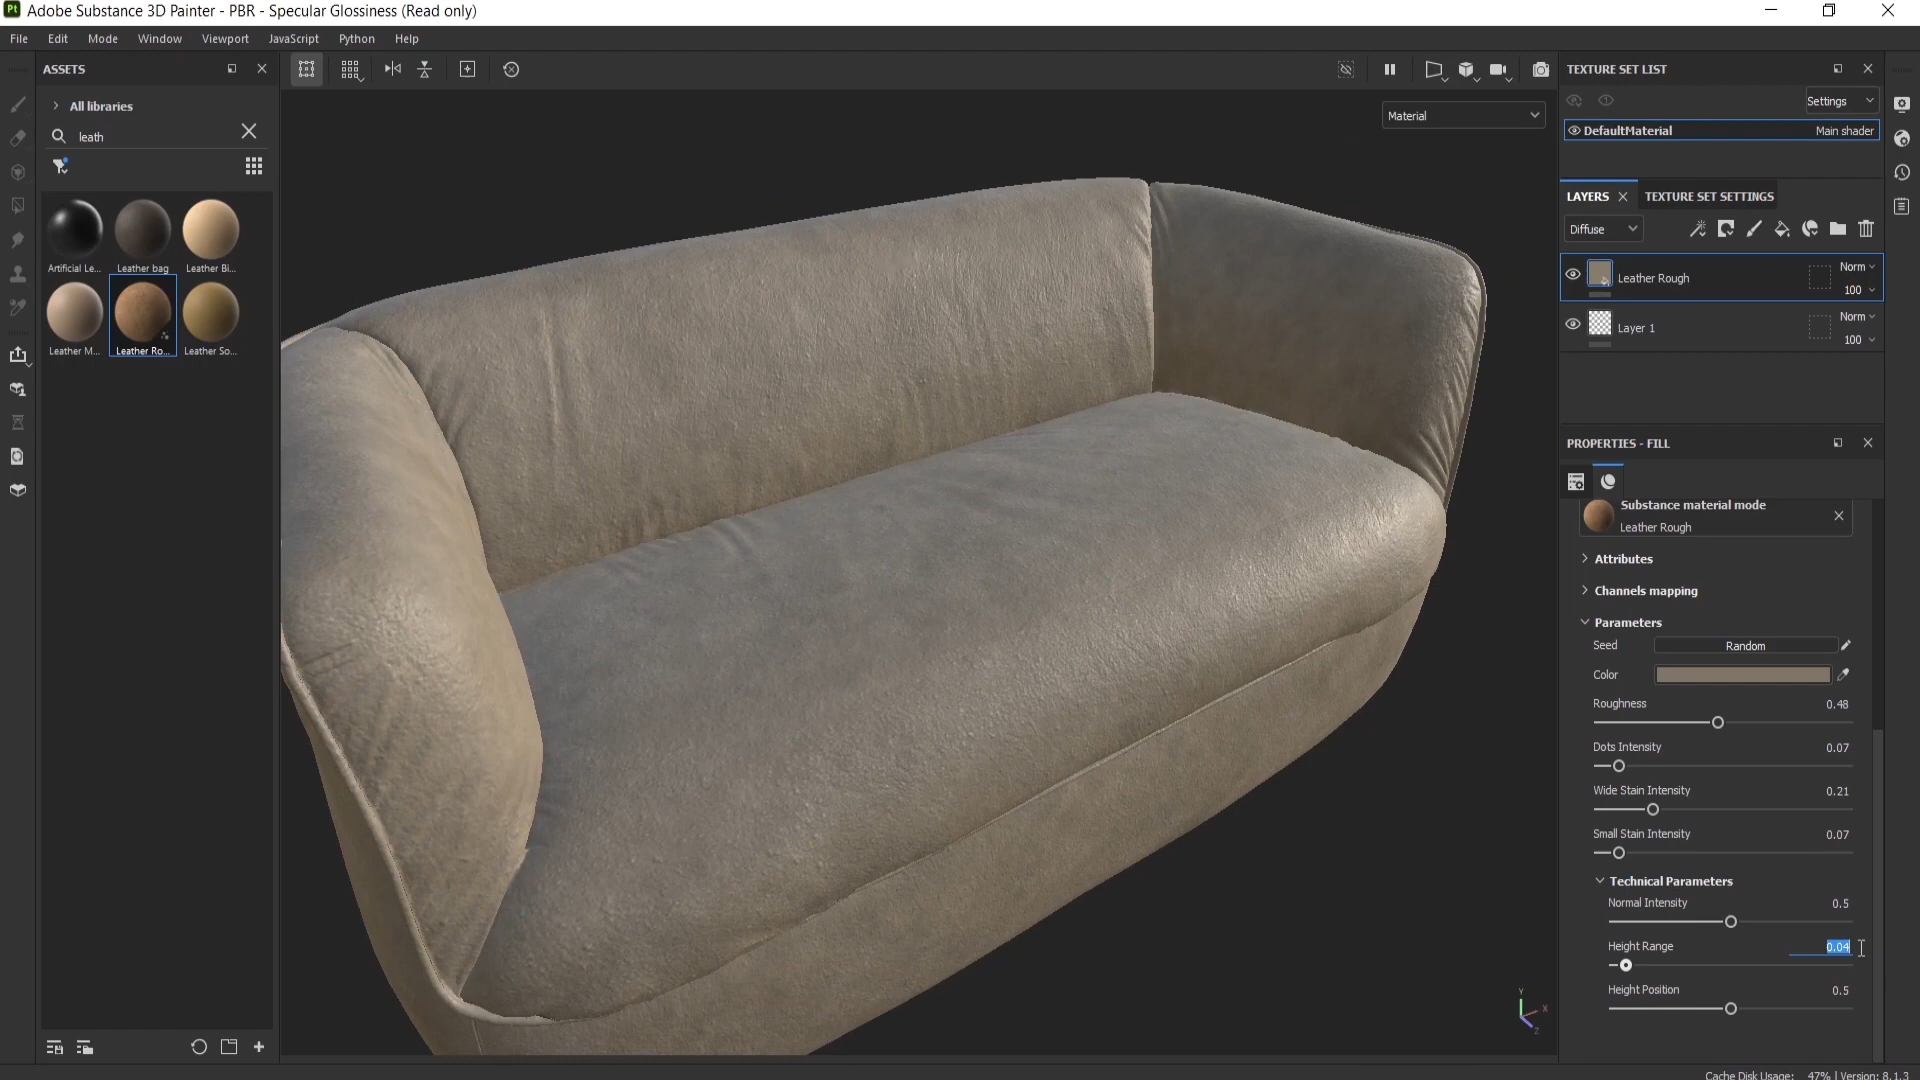 Pt Adobe Substance 3D Painter - PBR - Specular Glossiness (Read only)
File Edit Mode Window Viewport JavaScript Python Help
ASSETS
All libraries
leath
Artificial Le... Leather bag Leather Bi...
Leather M... Leather Ro... Leather So...
Material
Y
X
Z
TEXTURE SET LIST
Settings
DefaultMaterial Main shader
LAYERS TEXTURE SET SETTINGS
Diffuse
Leather Rough Norm
100
Layer 1 Norm
100
PROPERTIES - FILL
Substance material mode
Leather Rough
Attributes
Channels mapping
Parameters
Seed Random
Color
Roughness 0.48
Dots Intensity 0.07
Wide Stain Intensity 0.21
Small Stain Intensity 0.07
Technical Parameters
Normal Intensity 0.5
Height Range 0.04
Height Position 0.5
Cache Disk Usage: 47% | Version: 8.1.3